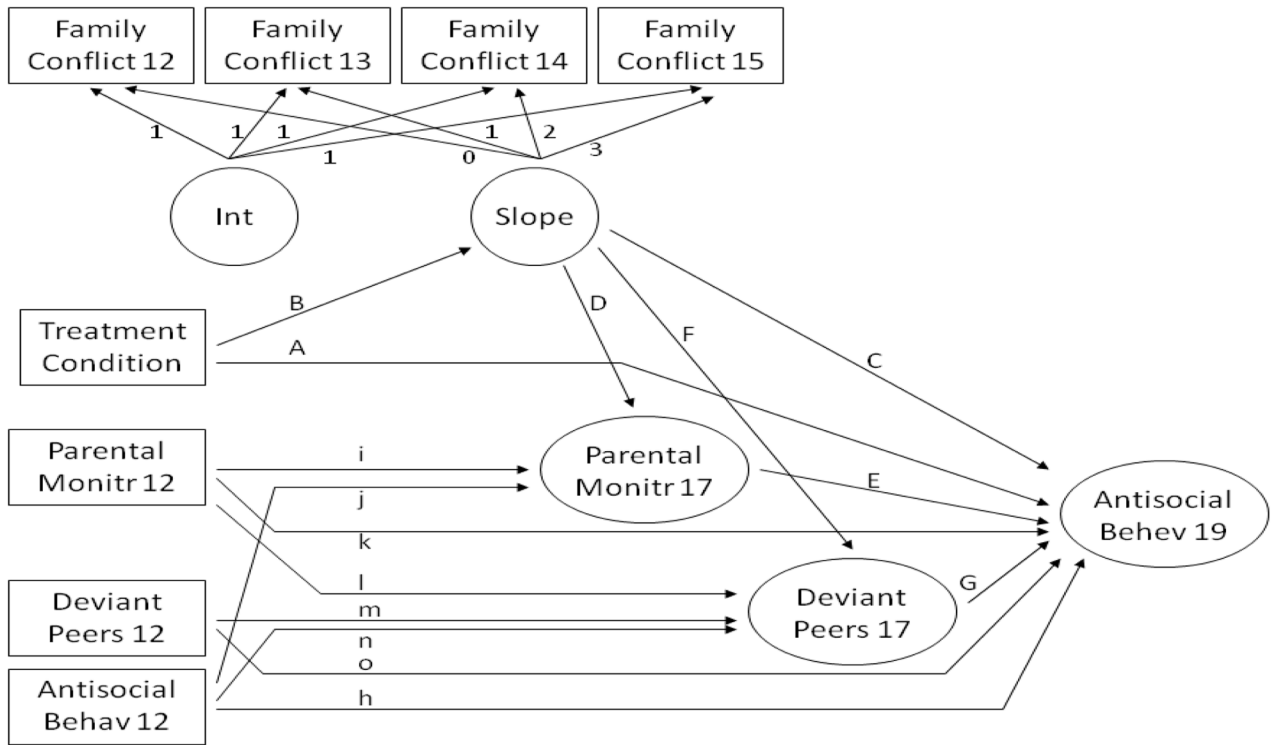 Family
Conflict 12
Family
Conflict 13
Family
Conflict 14
Family
Conflict 15
1
1
1
1
2
1
0
3
Int
Slope
B
D
Treatment
Condition
A
F
C
Parental
Monitr 12
i
j
k
l
Parental
Monitr 17
E
Antisocial
Behev 19
Deviant
Peers 12
m
n
o
Deviant
Peers 17
G
Antisocial
Behav 12
h